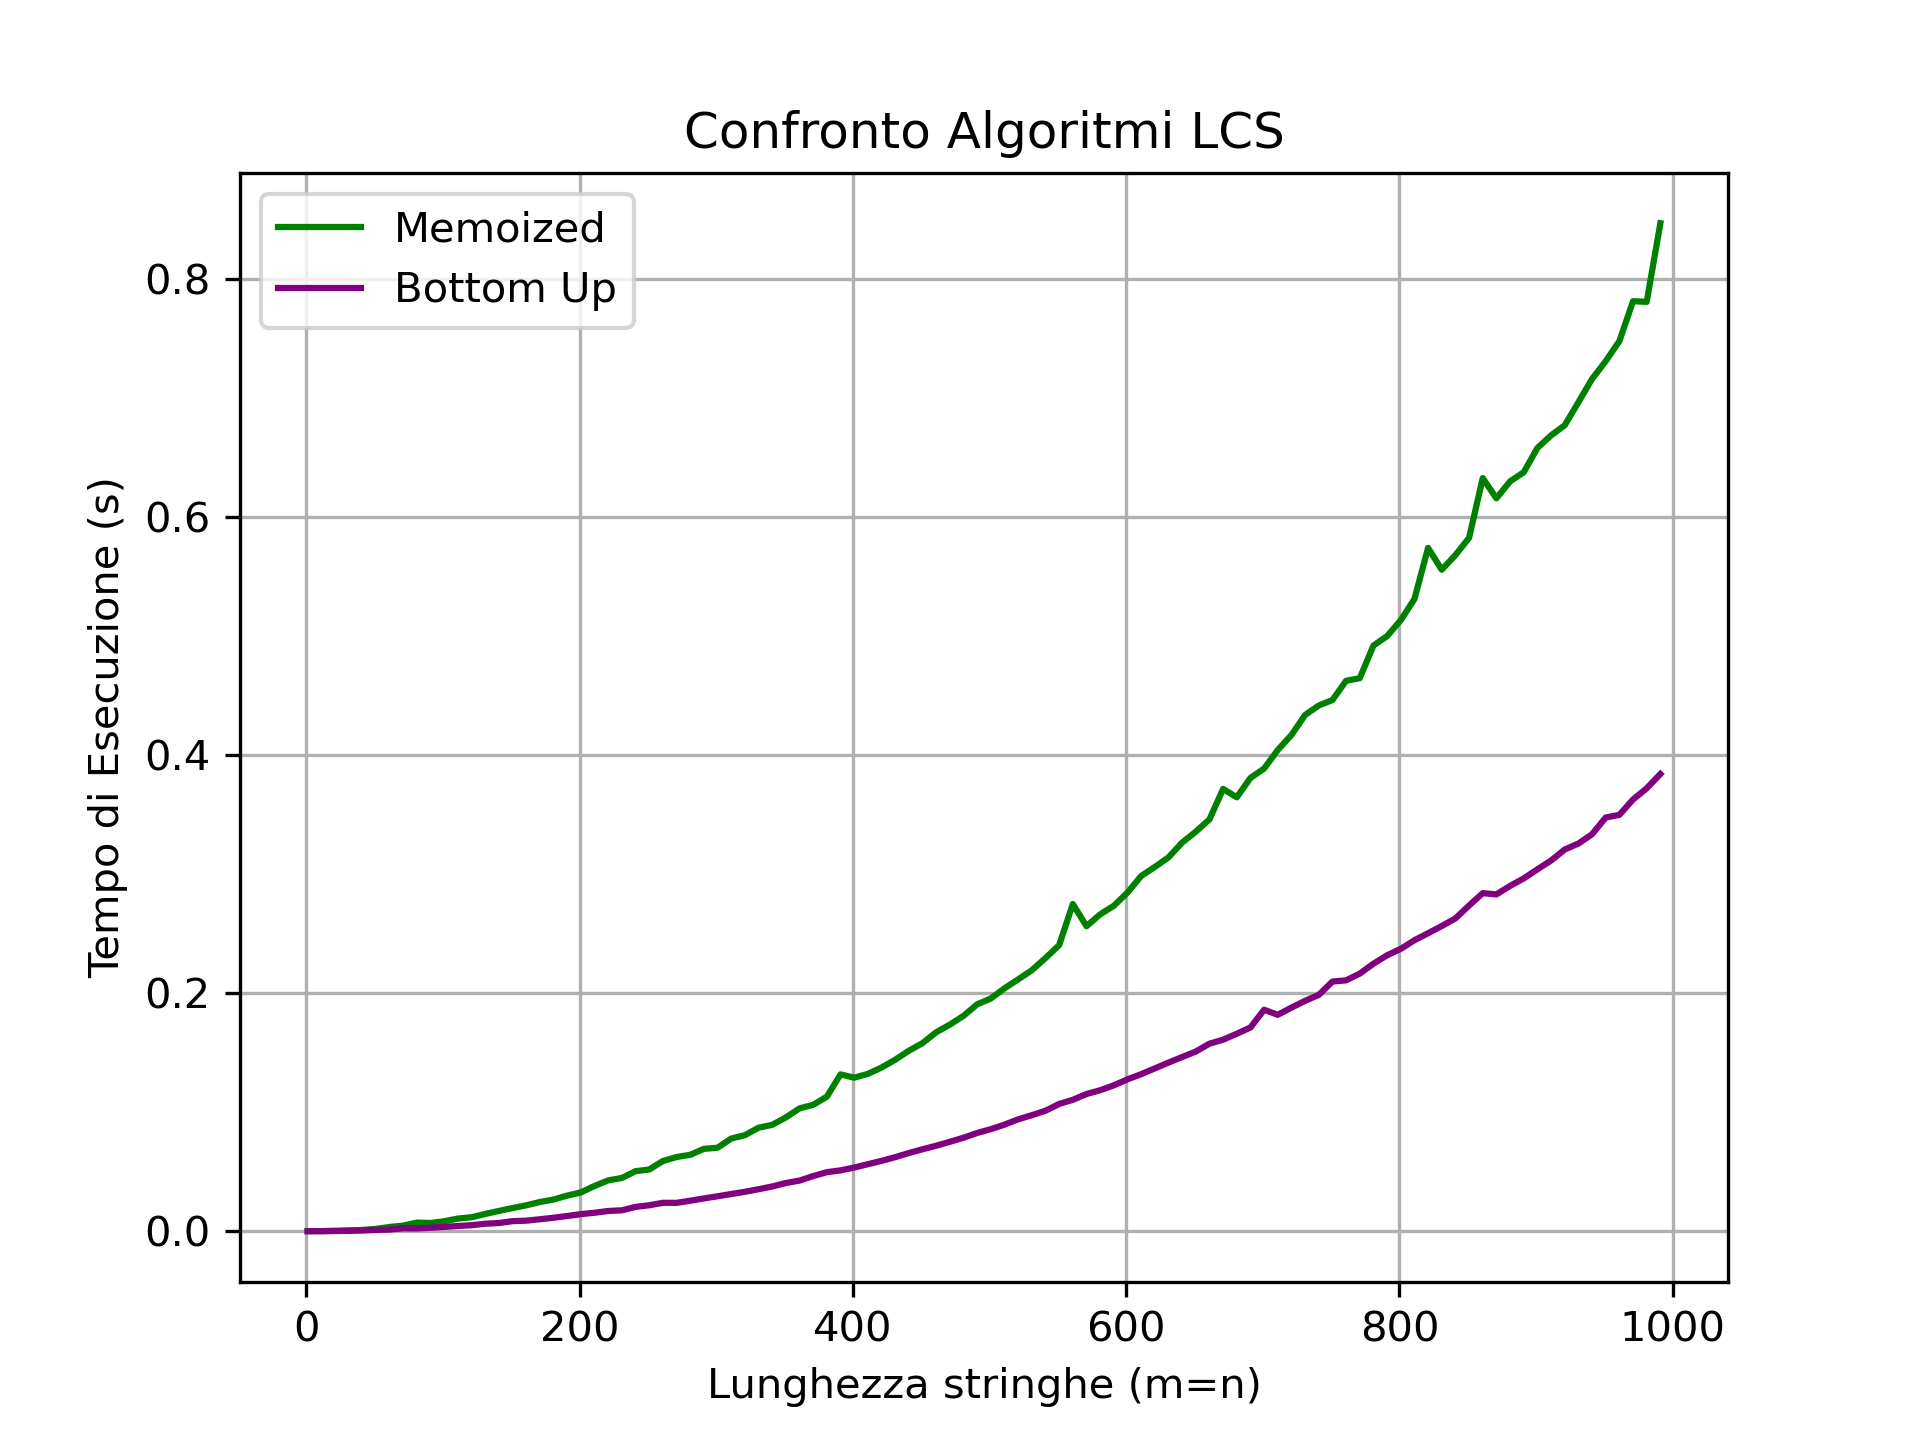 Confronto Algoritmi LCS
Memoized
Bottom Up
Tempo di Esecuzione (s)
0.8
0.6
0.4
0.2
0.0
0 200 400 600 800 1000
Lunghezza stringhe (m=n)